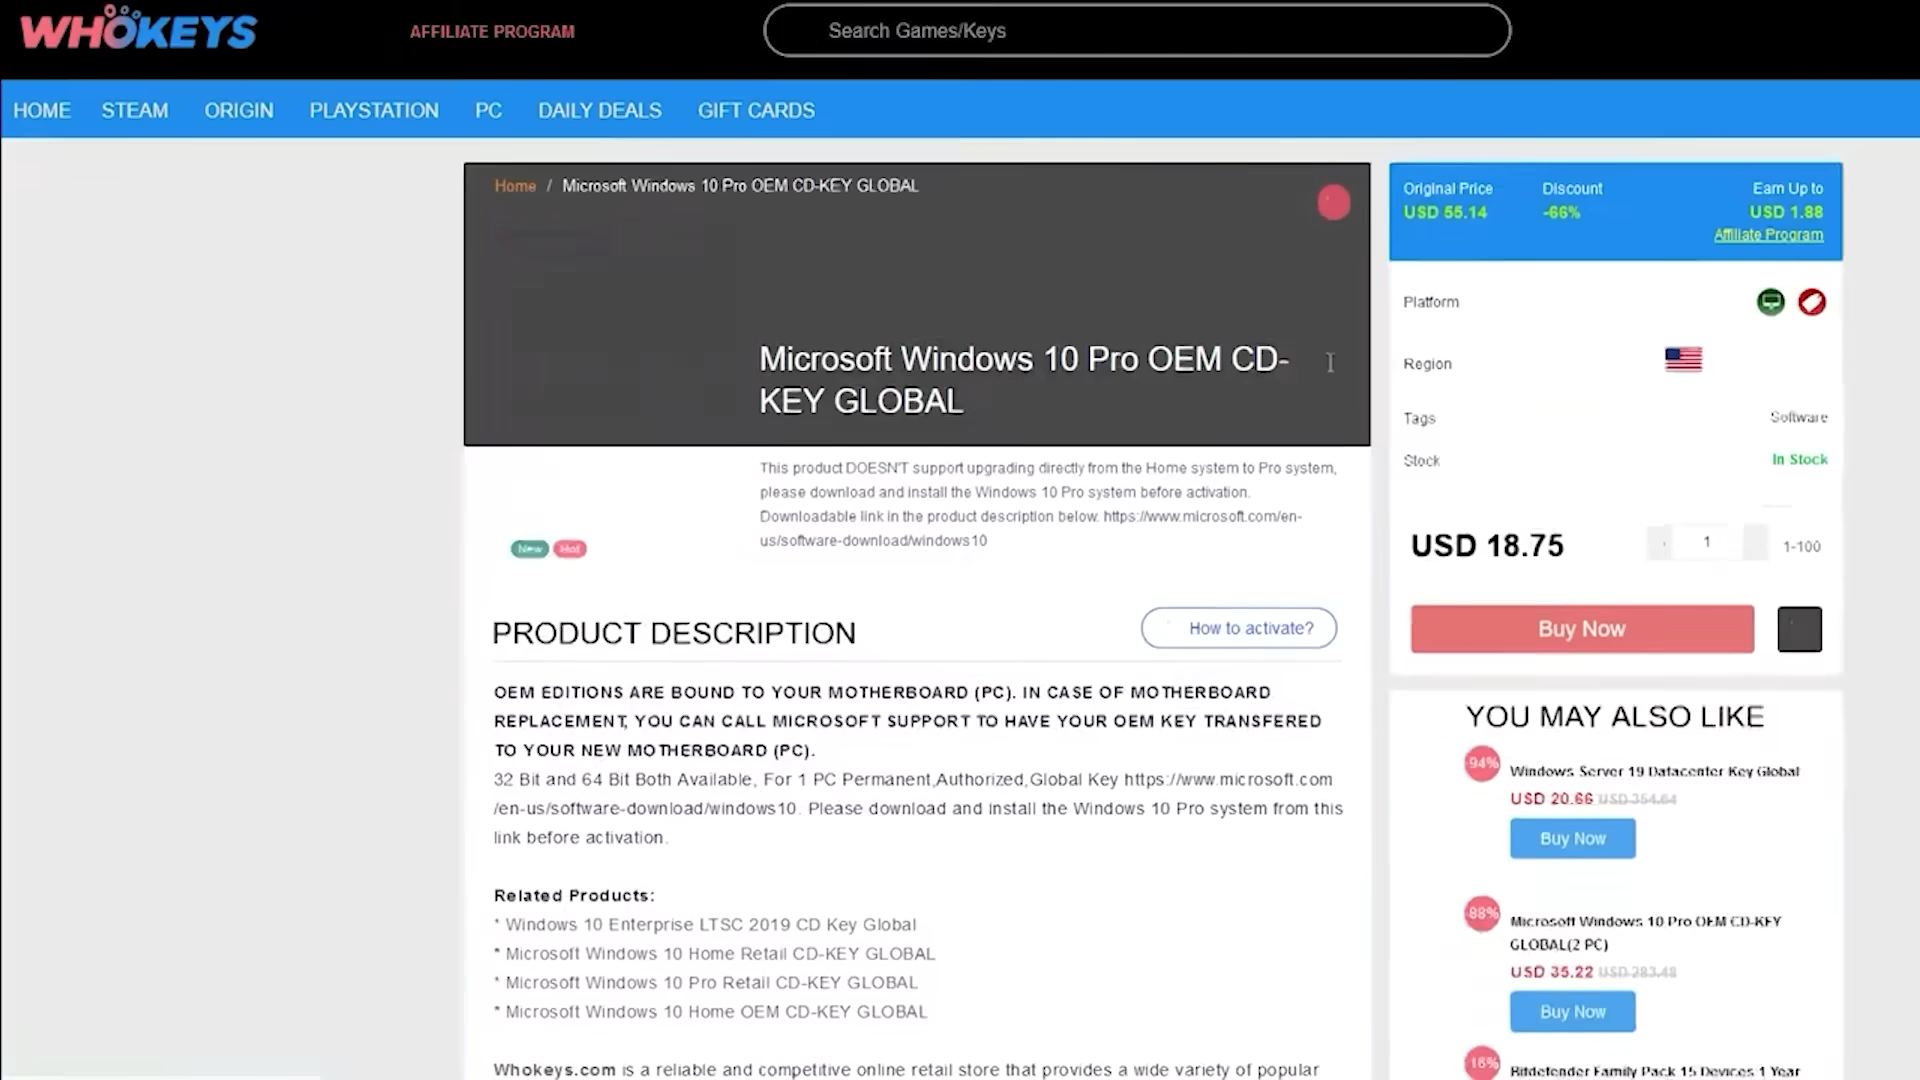 WHOKEYS
AFFILIATE PROGRAM
Search Games/Keys
HOME STEAM ORIGIN PLAYSTATION PC DAILY DEALS GIFT CARDS
Home / Microsoft Windows 10 Pro OEM CD-KEY GLOBAL
Microsoft Windows 10 Pro OEM CD-
KEY GLOBAL
This product DOESN'T support upgrading directly from the Home system to Pro system,
please download and install the Windows 10 Pro system before activation.
Downloadable link in the product description below. https://www.microsoft.com/en-
us/software-download/windows10
New Hot
PRODUCT DESCRIPTION
How to activate?
OEM EDITIONS ARE BOUND TO YOUR MOTHERBOARD (PC). IN CASE OF MOTHERBOARD
REPLACEMENT, YOU CAN CALL MICROSOFT SUPPORT TO HAVE YOUR OEM KEY TRANSFERED
TO YOUR NEW MOTHERBOARD (PC).
32 Bit and 64 Bit Both Available, For 1 PC Permanent,Authorized,Global Key https://www.microsoft.com
/en-us/software-download/windows10. Please download and install the Windows 10 Pro system from this
link before activation.
Related Products:
* Windows 10 Enterprise LTSC 2019 CD Key Global
* Microsoft Windows 10 Home Retail CD-KEY GLOBAL
* Microsoft Windows 10 Pro Retail CD-KEY GLOBAL
* Microsoft Windows 10 Home OEM CD-KEY GLOBAL
Whokeys.com is a reliable and competitive online retail store that provides a wide variety of popular
Original Price Discount Earn Up to
USD 55.14 -66% USD 1.88
Affiliate Program
Platform
Region
Tags Software
Stock In Stock
USD 18.75 1 1-100
Buy Now
YOU MAY ALSO LIKE
-94% Windows Server 19 Datacenter Key Global
USD 20.66 USD 354.64
Buy Now
-88% Microsoft Windows 10 Pro OEM CD-KEY
GLOBAL(2 PC)
USD 35.22 USD 283.48
Buy Now
-16% Bitdefender Family Pack 15 Devices 1 Year